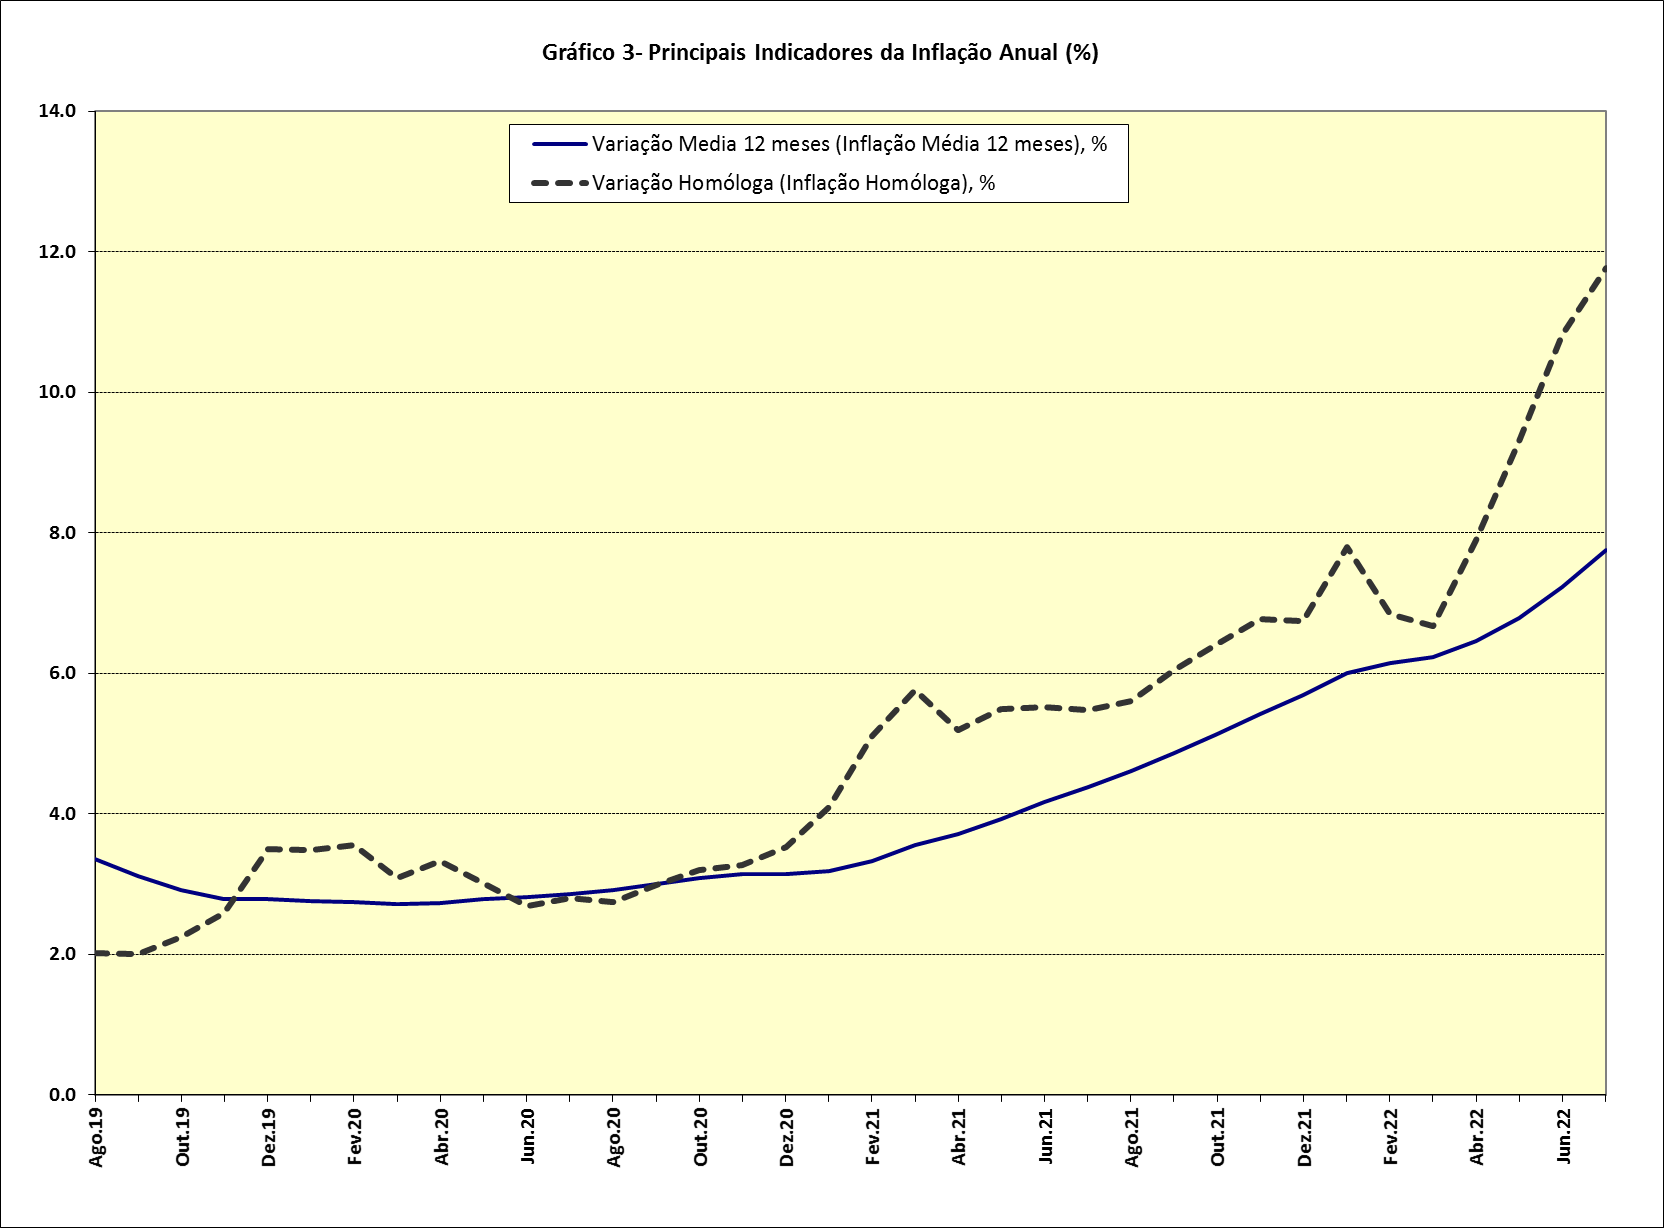 Gráfico 3- Principais Indicadores da Inflação Anual (%)
14.0
12.0
10.0
8.0
6.0
4.0
2.0
0.0
Variação Media 12 meses (Inflação Média 12 meses), %
Variação Homóloga (Inflação Homóloga), %
Ago.19
Out.19
Dez.19
Fev.20
Abr.20
Jun.20
Ago.20
Out.20
Dez.20
Fev.21
Abr.21
Jun.21
Ago.21
Out.21
Dez.21
Fev.22
Abr.22
Jun.22